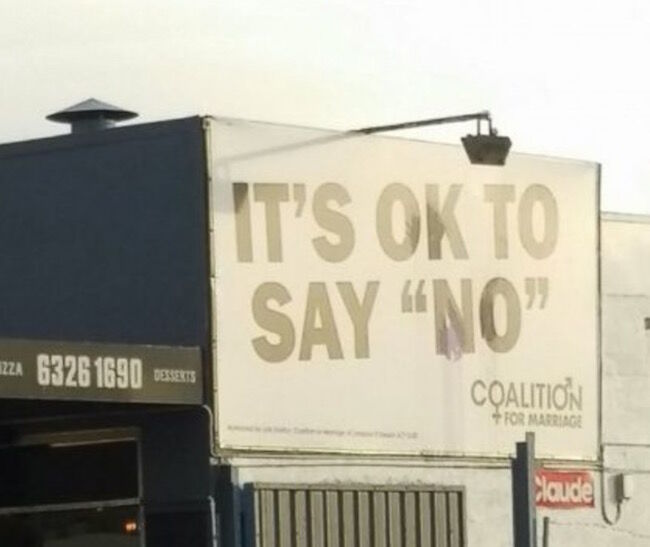 IT'S OK TO
SAY “NO”
COALITION
FOR MARRIAGE
IZZA 6326 1690 DESSERTS
Claude